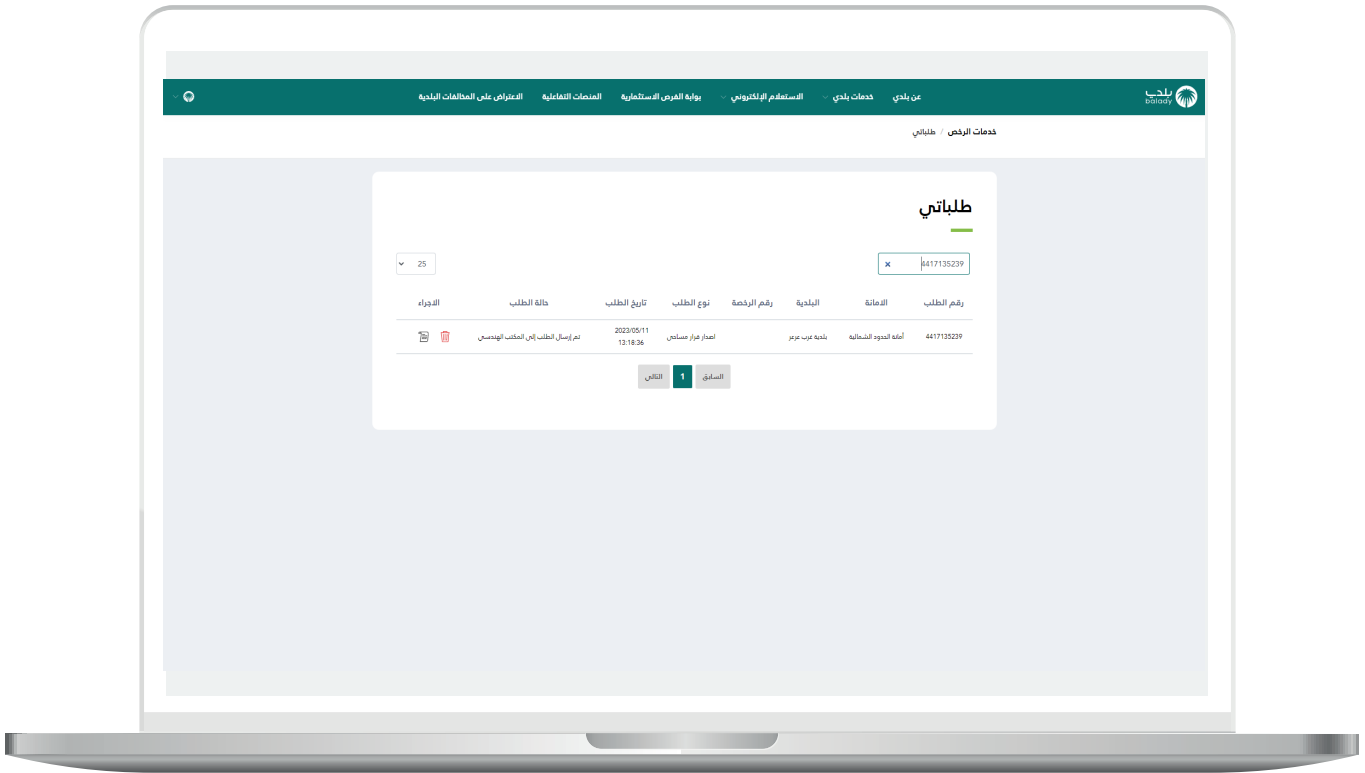 بلدي
balady
عن بلدي
خدمات بلدي
الاستعلام الإلكتروني
بوابة الفرص الاستثمارية
المنصات التفاعلية
الاعتراض على المخالفات البلدية
خدمات الرخص / طلباتي
طلباتي
4417135239
25
رقم الطلب
الامانة
البلدية
رقم الرخصة
نوع الطلب
تاريخ الطلب
حالة الطلب
الاجراء
4417135239
أمانة الحدود الشمالية
بلدية غرب عرعر
اصدار قرار مساحي
2023/05/11
13:18:36
تم إرسال الطلب إلى المكتب الهندسي
السابق
1
التالي